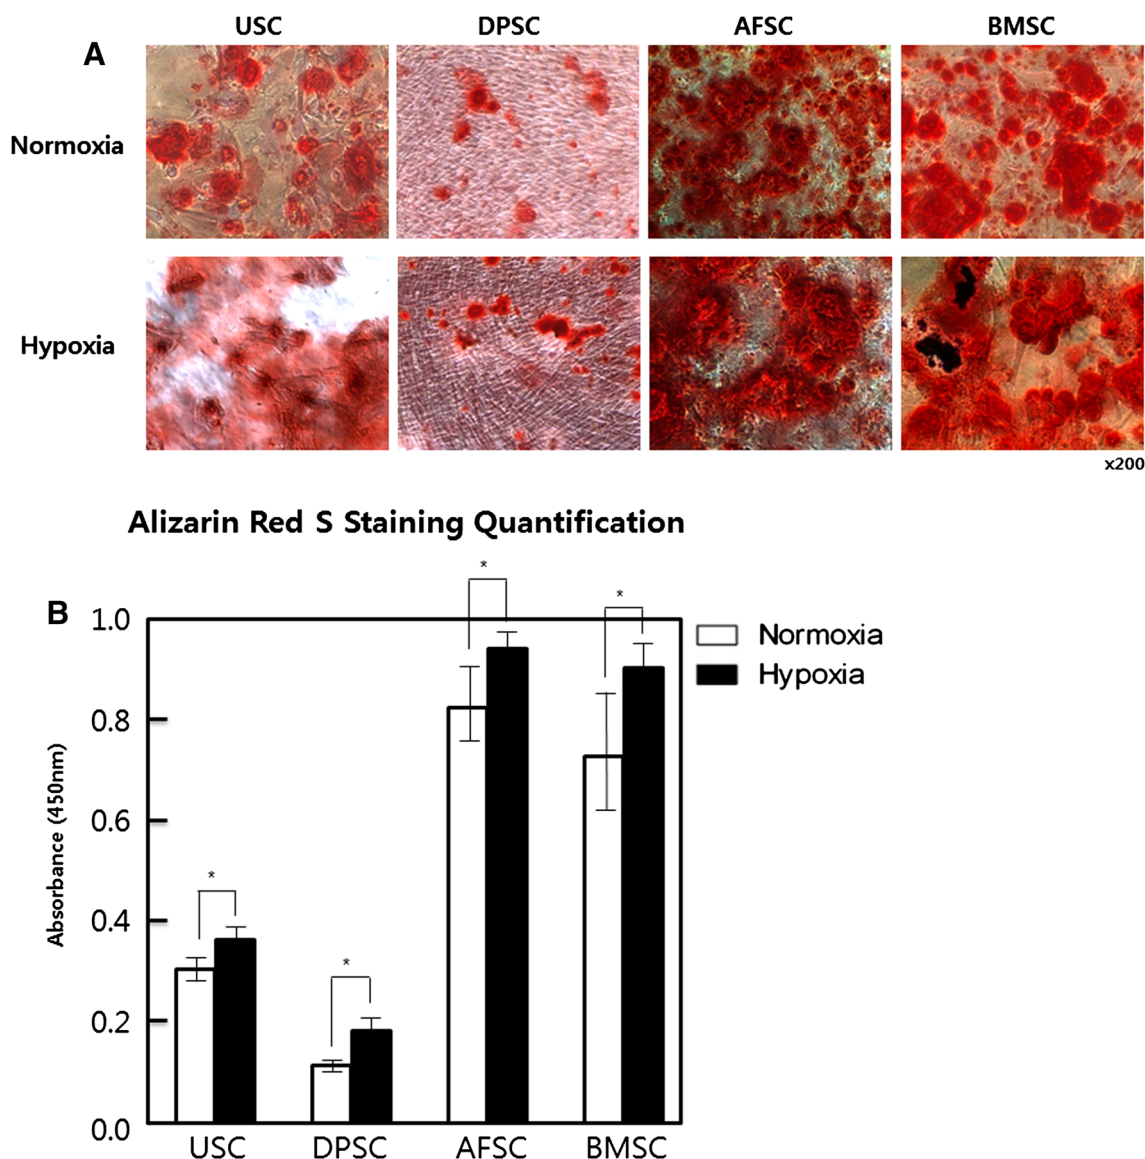 USC DPSC AFSC BMSC
A
Normoxia
Hypoxia
x200
Alizarin Red S Staining Quantification
* *
B
1.0
0.8
0.6
0.4
0.2
0.0
Absorbance (450nm)
* *
Normoxia
Hypoxia
USC DPSC AFSC BMSC